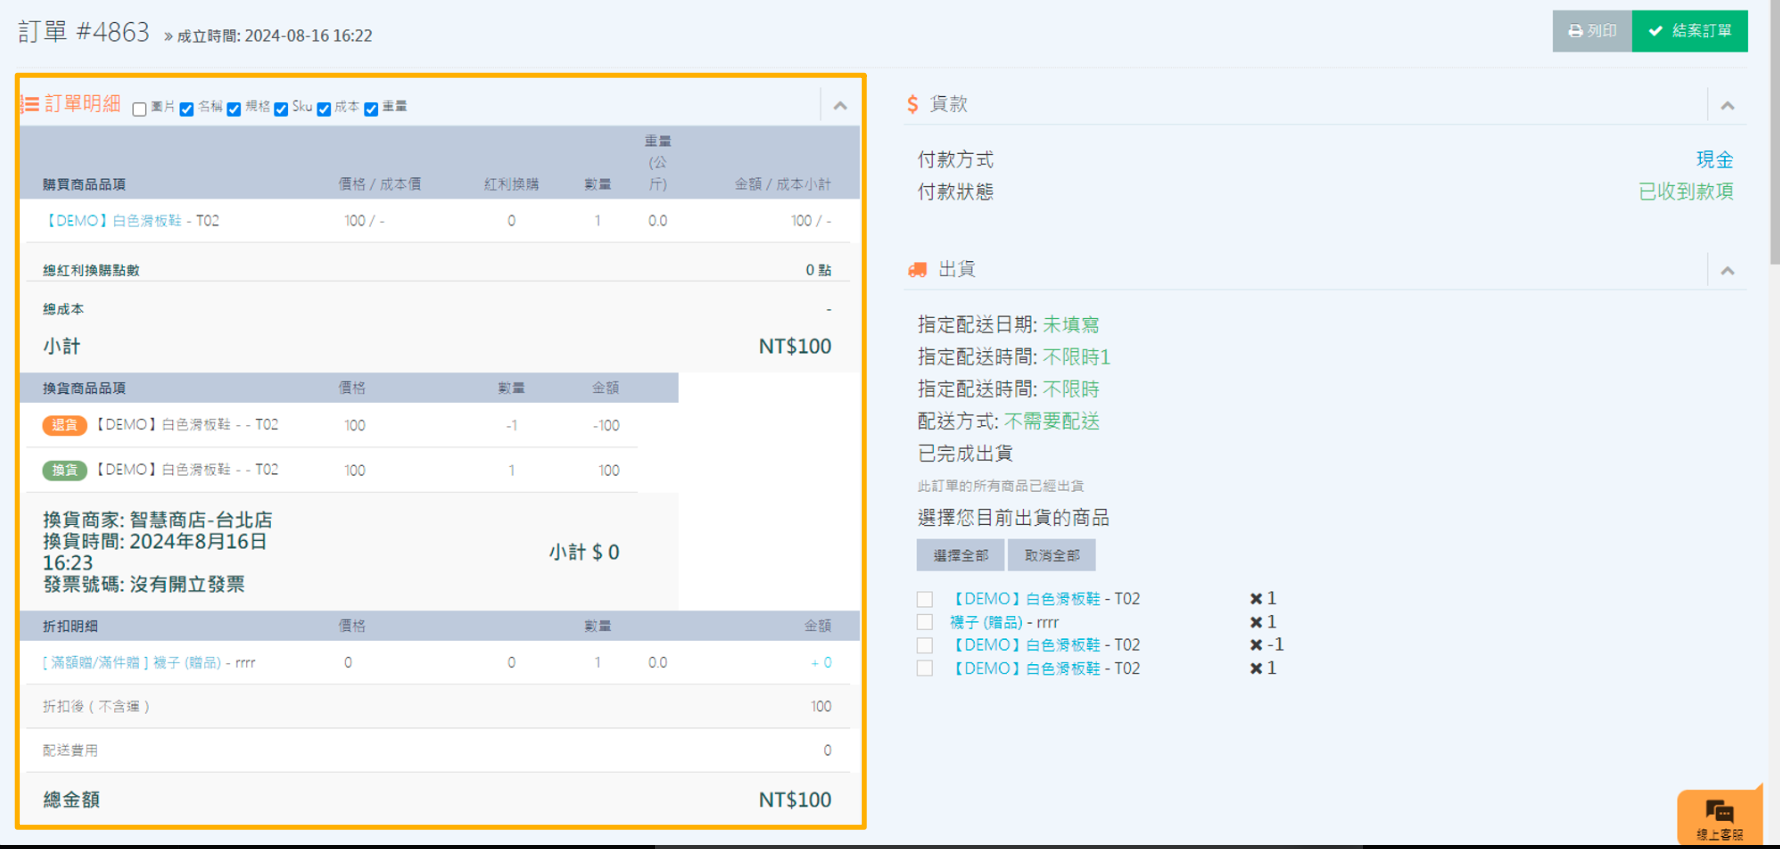 訂單 #4863 » 成立時間: 2024-08-16 16:22
列印 結案訂單
訂單明細 圖片 名稱 規格 Sku 成本 重量
購買商品品項 價格 / 成本價 紅利換購 數量 重量(公斤) 金額 / 成本小計
【DEMO】白色滑板鞋 - T02 100 / - 0 1 0.0 100 / -
總紅利換購點數 0 點
總成本 -
小計 NT$100
換貨商品品項 價格 數量 金額
退貨 【DEMO】白色滑板鞋 - - T02 100 -1 -100
換貨 【DEMO】白色滑板鞋 - - T02 100 1 100
換貨商家: 智慧商店-台北店
換貨時間: 2024年8月16日
16:23
發票號碼: 沒有開立發票
小計 $ 0
折扣明細 價格 數量 金額
[ 滿額贈/滿件贈 ] 襪子 (贈品) - rrrr 0 0 1 0.0 + 0
折扣後 ( 不含運 ) 100
配送費用 0
總金額 NT$100
貨款
付款方式 現金
付款狀態 已收到款項
出貨
指定配送日期: 未填寫
指定配送時間: 不限時1
指定配送時間: 不限時
配送方式: 不需要配送
已完成出貨
此訂單的所有商品已經出貨
選擇您目前出貨的商品
選擇全部 取消全部
【DEMO】白色滑板鞋 - T02 ✖ 1
襪子 (贈品) - rrrr ✖ 1
【DEMO】白色滑板鞋 - T02 ✖ -1
【DEMO】白色滑板鞋 - T02 ✖ 1
線上客服